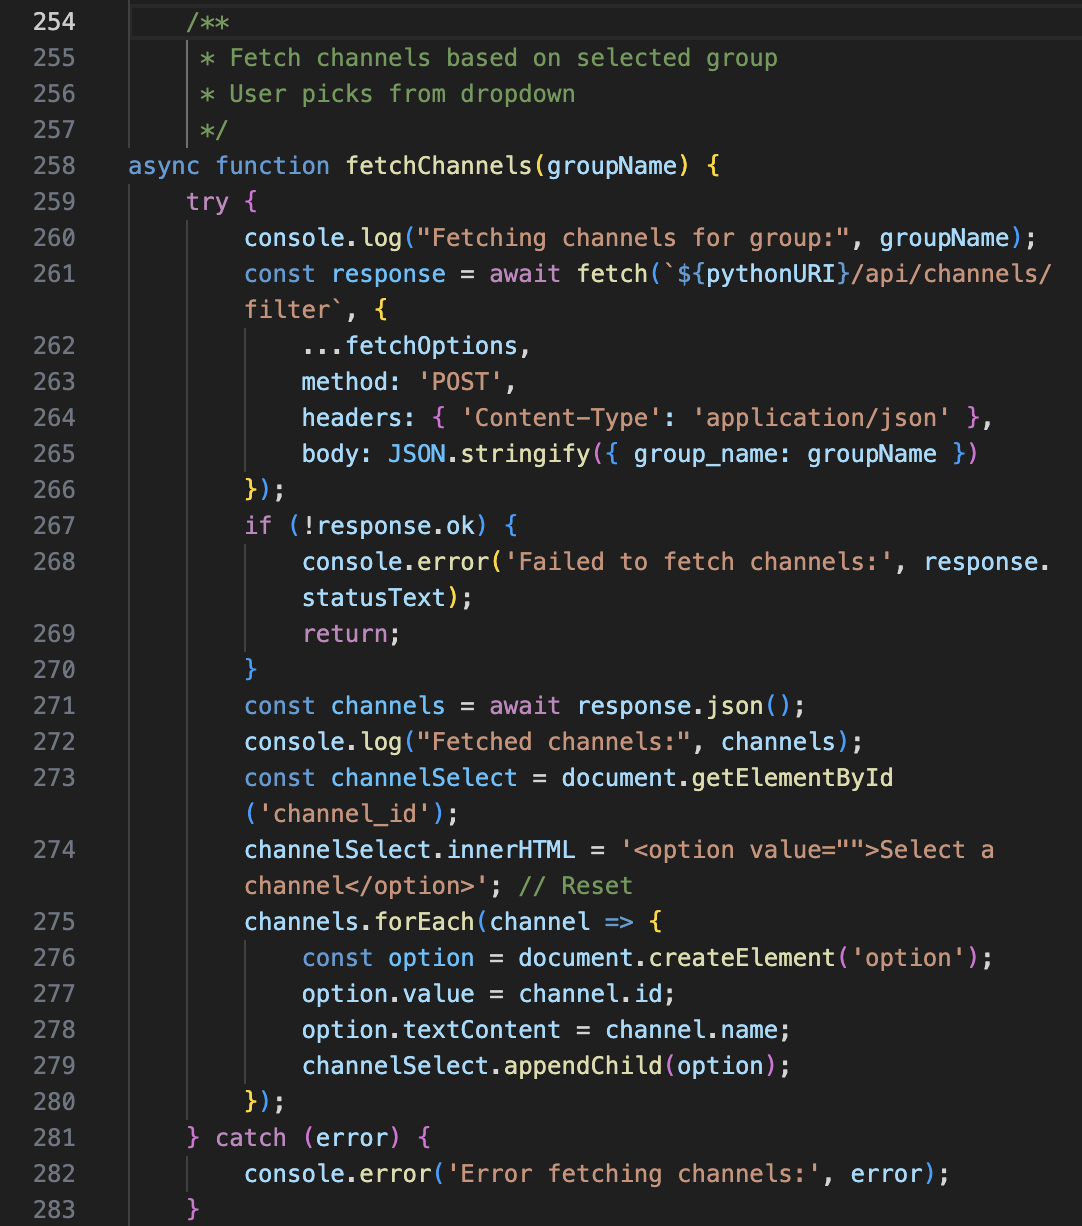 254 /**
255 * Fetch channels based on selected group
256 * User picks from dropdown
257 */
258 async function fetchChannels(groupName) {
259 try {
260 console.log("Fetching channels for group:", groupName);
261 const response = await fetch(`${pythonURI}/api/channels/
filter`, {
262 ...fetchOptions,
263 method: 'POST',
264 headers: { 'Content-Type': 'application/json' },
265 body: JSON.stringify({ group_name: groupName })
266 });
267 if (!response.ok) {
268 console.error('Failed to fetch channels:', response.
statusText);
269 return;
270 }
271 const channels = await response.json();
272 console.log("Fetched channels:", channels);
273 const channelSelect = document.getElementById
('channel_id');
274 channelSelect.innerHTML = '<option value="">Select a
channel</option>'; // Reset
275 channels.forEach(channel => {
276 const option = document.createElement('option');
277 option.value = channel.id;
278 option.textContent = channel.name;
279 channelSelect.appendChild(option);
280 });
281 } catch (error) {
282 console.error('Error fetching channels:', error);
283 }